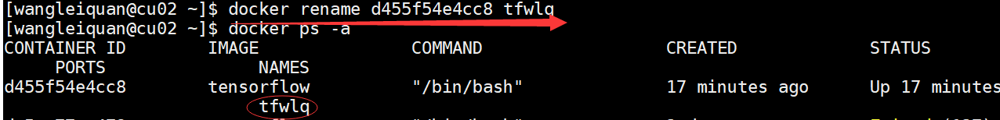 [wangleiquan@cu02 ~]$ docker rename d455f54e4cc8 tfwlq
[wangleiquan@cu02 ~]$ docker ps -a
CONTAINER ID IMAGE COMMAND CREATED STATUS
PORTS NAMES
d455f54e4cc8 tensorflow "/bin/bash" 17 minutes ago Up 17 minutes
tfwlq